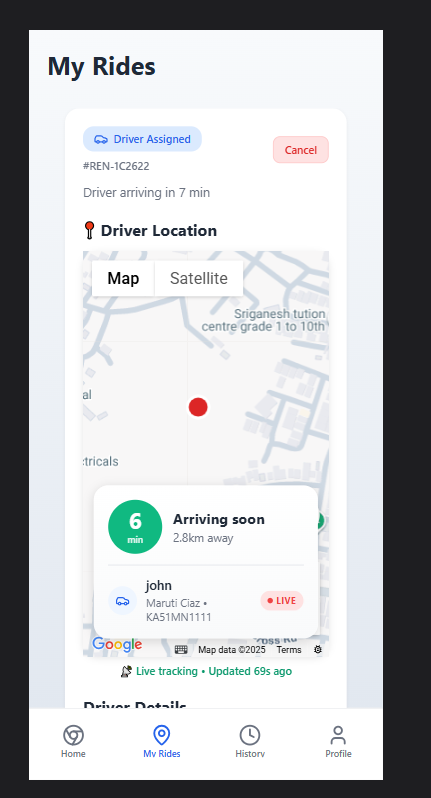 My Rides
Driver Assigned
Cancel
#REN-1C2622
Driver arriving in 7 min
Driver Location
Map
Satellite
Sriganesh tution
centre grade 1 to 10th
al
ctricals
6
min
Arriving soon
2.8km away
john
Maruti Ciaz •
KA51MN1111
LIVE
Google
Map data ©2025
Terms
Live tracking • Updated 69s ago
Driver Details
Home
My Rides
History
Profile